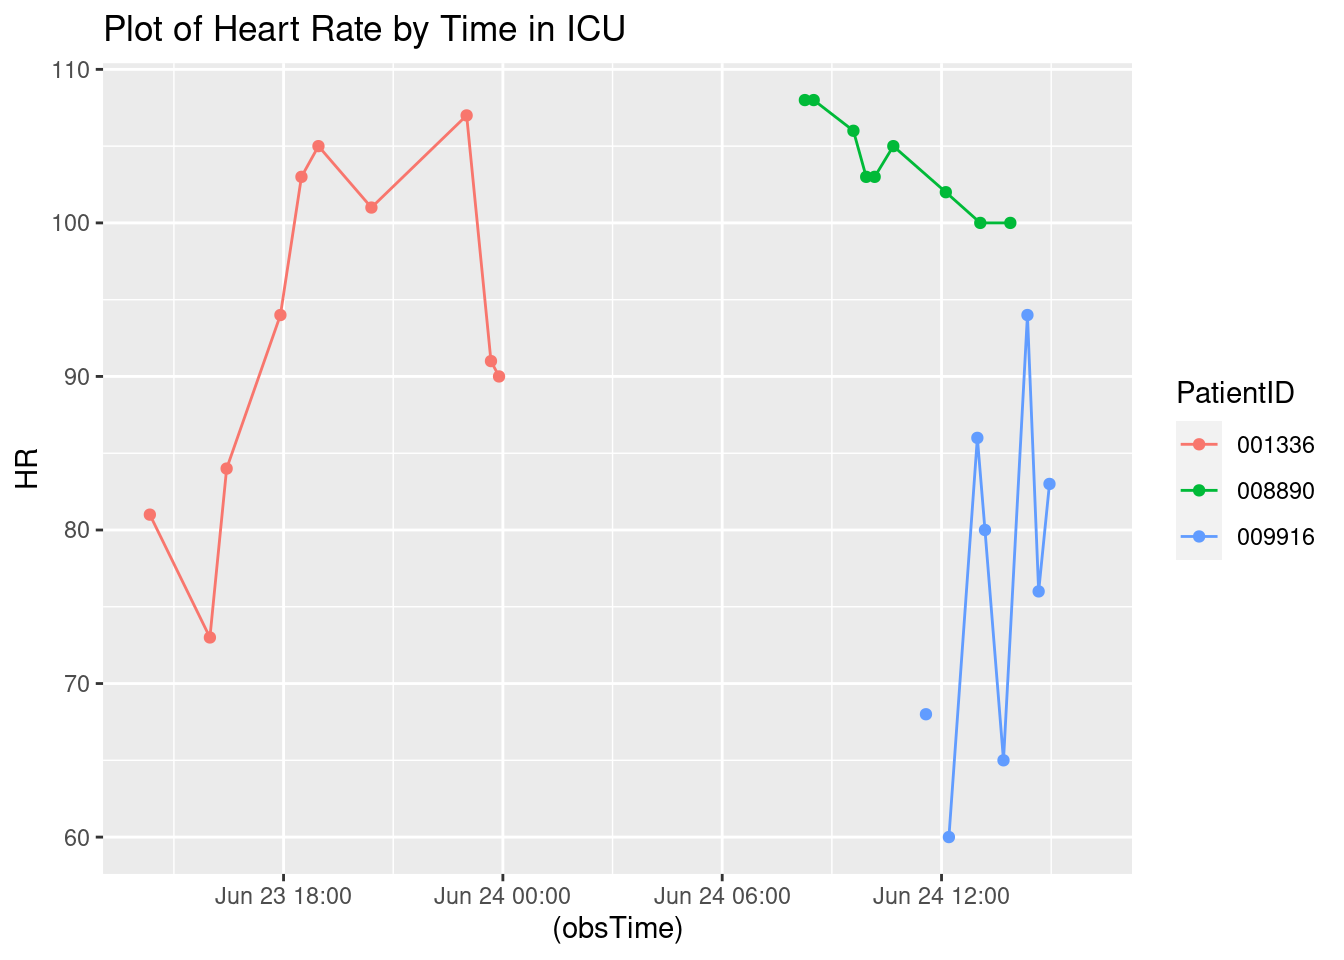 Plot of Heart Rate by Time in ICU
110
100
90
80
70
60
HR
Jun 23 18:00 Jun 24 00:00 Jun 24 06:00 Jun 24 12:00
(obsTime)
PatientID
001336
008890
009916